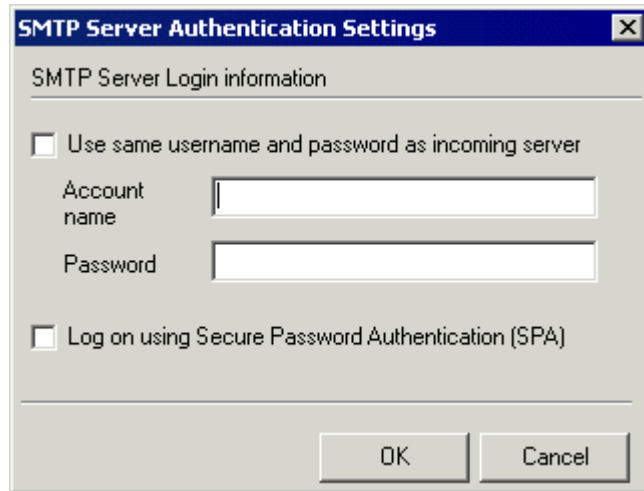 SMTP Server Authentication Settings
SMTP Server Login information
Use same username and password as incoming server
Account
name
Password
Log on using Secure Password Authentication (SPA)
OK Cancel